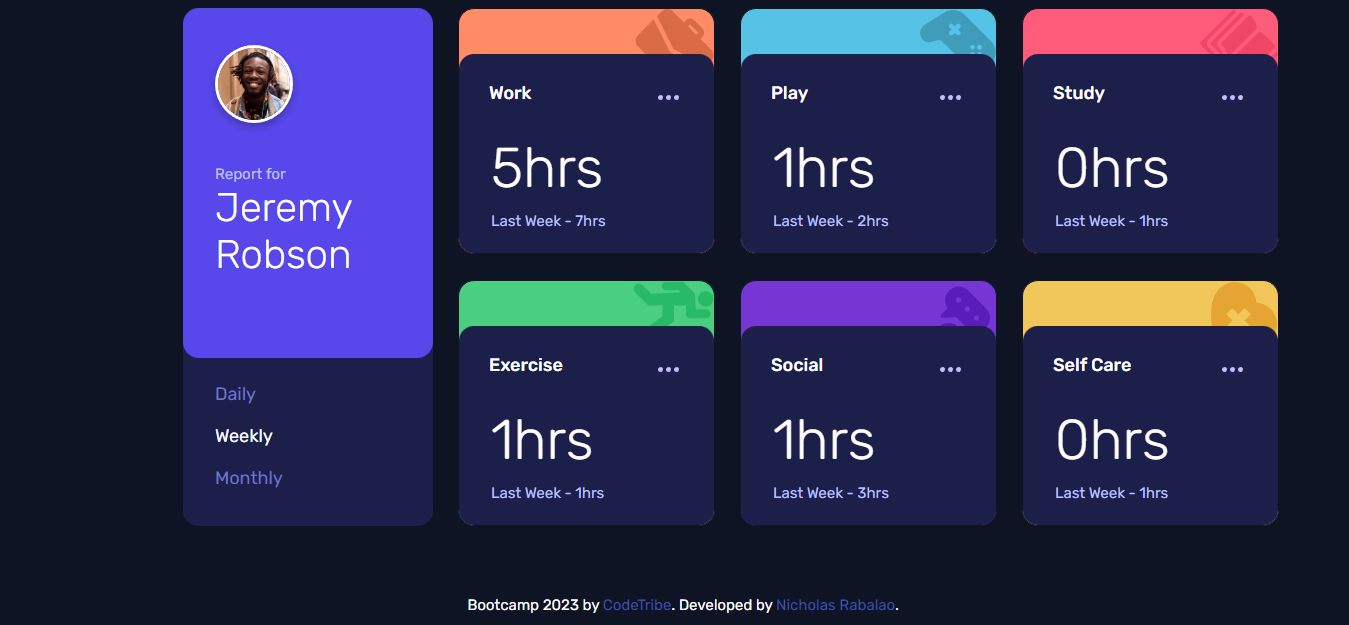 Report for
Jeremy
Robson
Daily
Weekly
Monthly
Work
5hrs
Last Week - 7hrs
Play
1hrs
Last Week - 2hrs
Study
0hrs
Last Week - 1hrs
Exercise
1hrs
Last Week - 1hrs
Social
1hrs
Last Week - 3hrs
Self Care
0hrs
Last Week - 1hrs
Bootcamp 2023 by CodeTribe. Developed by Nicholas Rabalao.